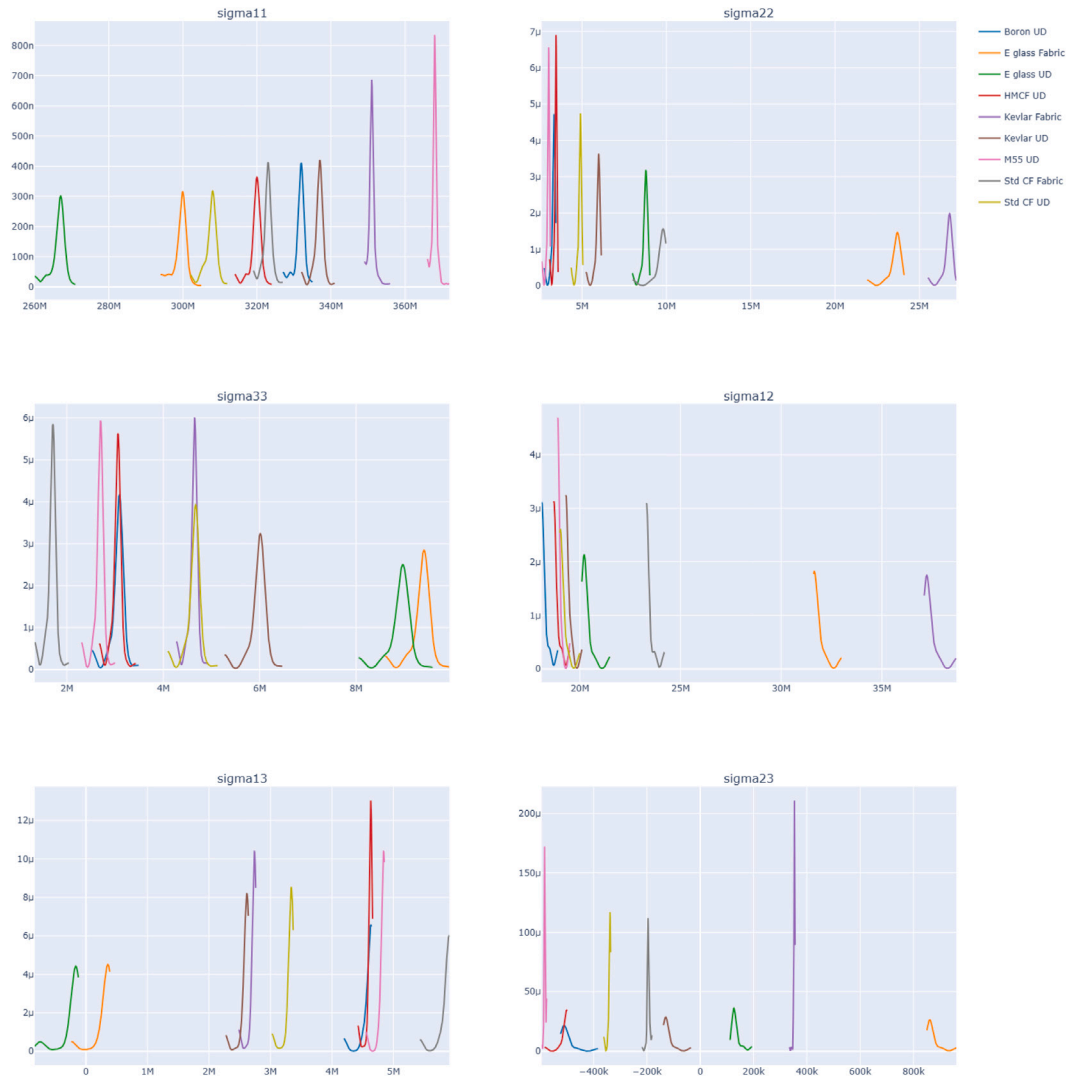 sigma11
800n
700n
600n
500n
400n
300n
200n
100n
0
260M 280M 300M 320M 340M 360M
sigma22
7µ
6µ
5µ
4µ
3µ
2µ
1µ
0
5M 10M 15M 20M 25M
Boron UD
E glass Fabric
E glass UD
HMCF UD
Kevlar Fabric
Kevlar UD
M55 UD
Std CF Fabric
Std CF UD
sigma33
6µ
5µ
4µ
3µ
2µ
1µ
0
2M 4M 6M 8M
sigma12
4µ
3µ
2µ
1µ
0
20M 25M 30M 35M
sigma13
12µ
10µ
8µ
6µ
4µ
2µ
0
0 1M 2M 3M 4M 5M
sigma23
200µ
150µ
100µ
50µ
0
−400k −200k 0 200k 400k 600k 800k